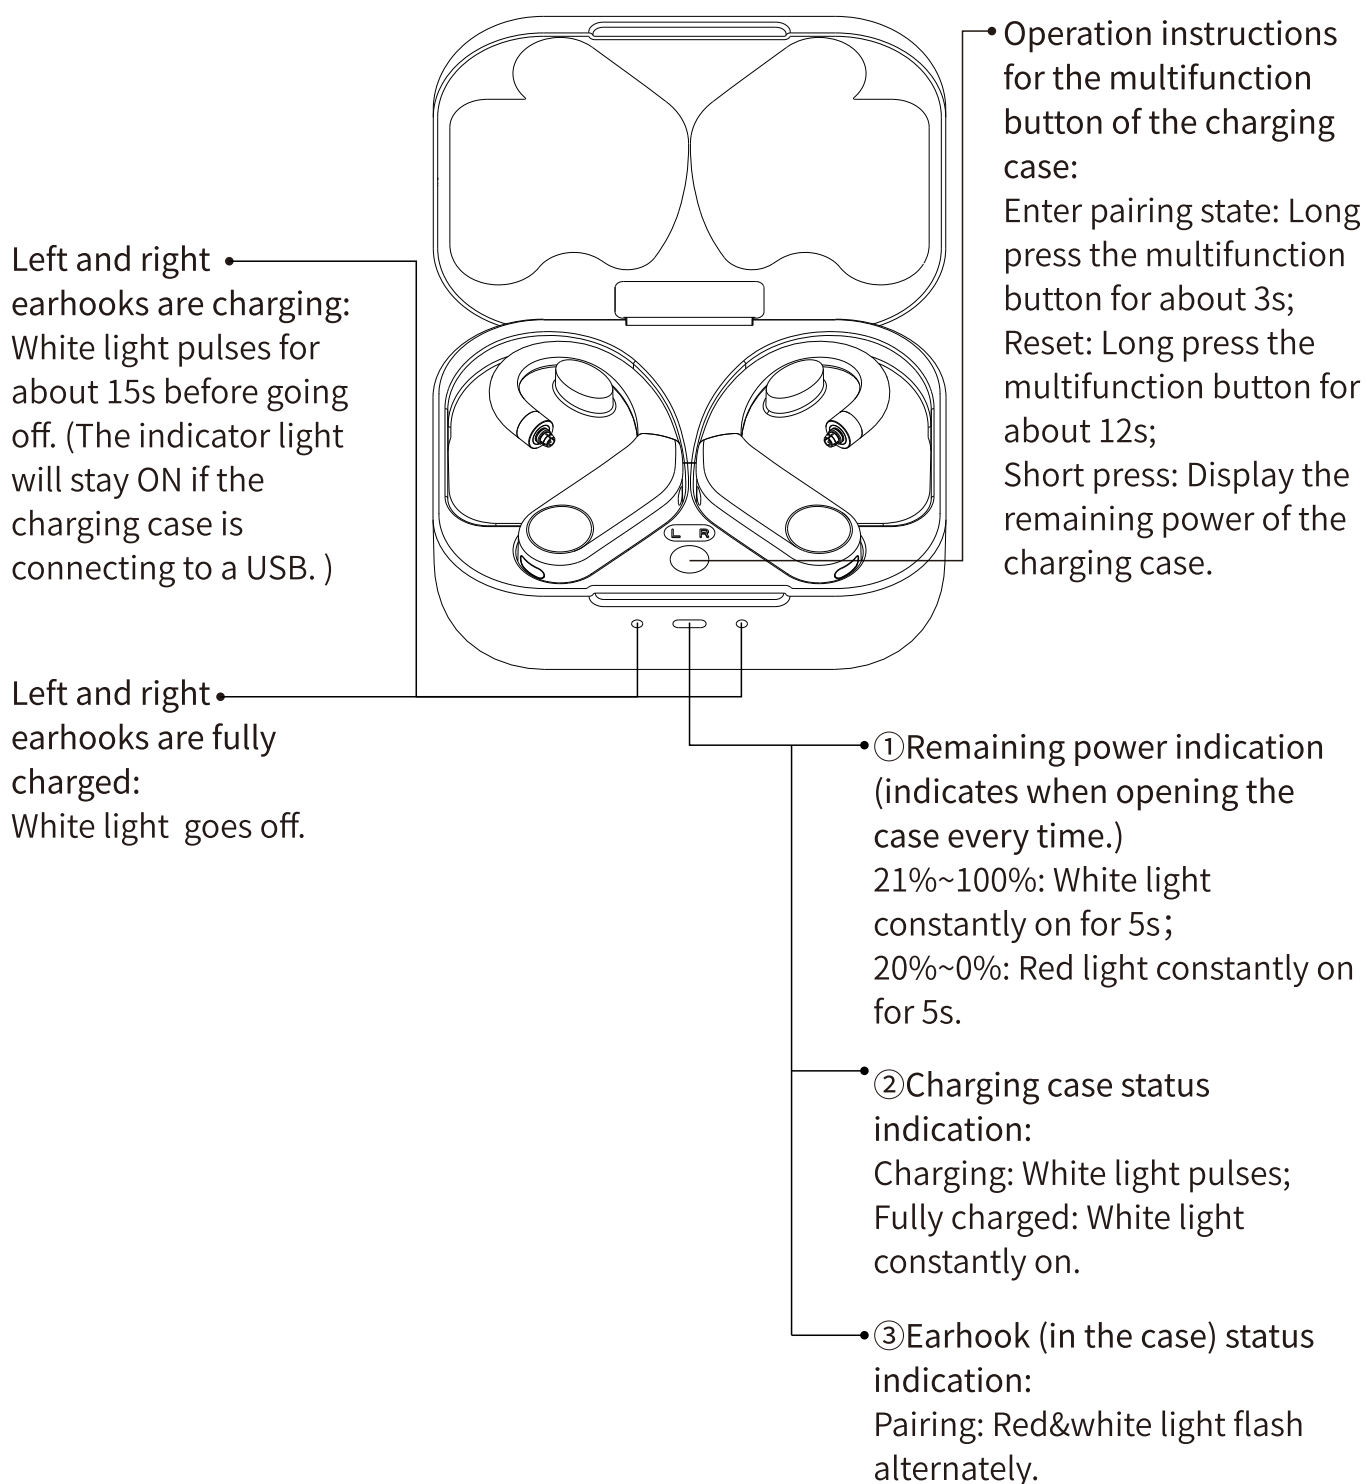 Operation instructions
for the multifunction
button of the charging
case:
Enter pairing state: Long
press the multifunction
button for about 3s;
Reset: Long press the
multifunction button for
about 12s;
Short press: Display the
remaining power of the
charging case.
Left and right
earhooks are charging:
White light pulses for
about 15s before going
off. (The indicator light
will stay ON if the
charging case is
connecting to a USB. )
L R
Left and right
earhooks are fully
charged:
White light  goes off.
①Remaining power indication
(indicates when opening the
case every time.)
21%~100%: White light
constantly on for 5s；
20%~0%: Red light constantly on
for 5s.
②Charging case status
indication:
Charging: White light pulses;
Fully charged: White light
constantly on.
③Earhook (in the case) status
indication:
Pairing: Red&white light flash
alternately.